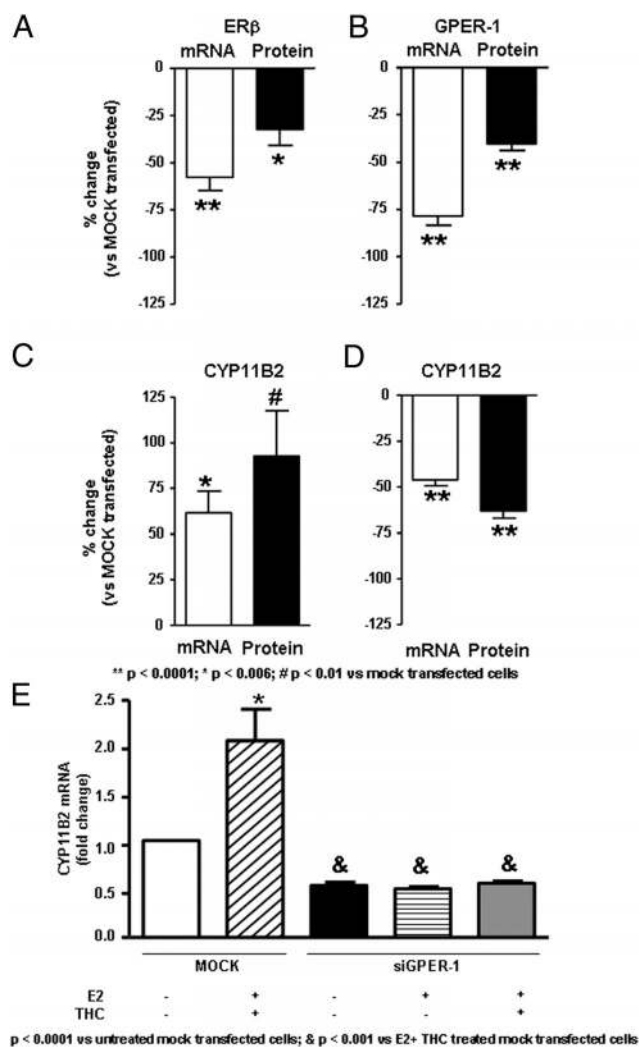 A
ERβ
mRNA Protein
0
-25
-50
-75
-100
-125
% change
(vs MOCK transfected)
**
*
B
GPER-1
mRNA Protein
0
-25
-50
-75
-100
-125
**
**
C
CYP11B2
125
100
75
50
25
0
% change
(vs MOCK transfected)
*
#
mRNA Protein
D
CYP11B2
0
-25
-50
-75
-100
-125
**
**
mRNA Protein
** p < 0.0001; * p < 0.006; # p < 0.01 vs mock transfected cells
E
2.5
2.0
1.5
1.0
0.5
0.0
CYP11B2 mRNA
(fold change)
*
& & &
MOCK siGPER-1
E2 - + - + +
THC - + - - +
p < 0.0001 vs untreated mock transfected cells; & p < 0.001 vs E2+ THC treated mock transfected cells